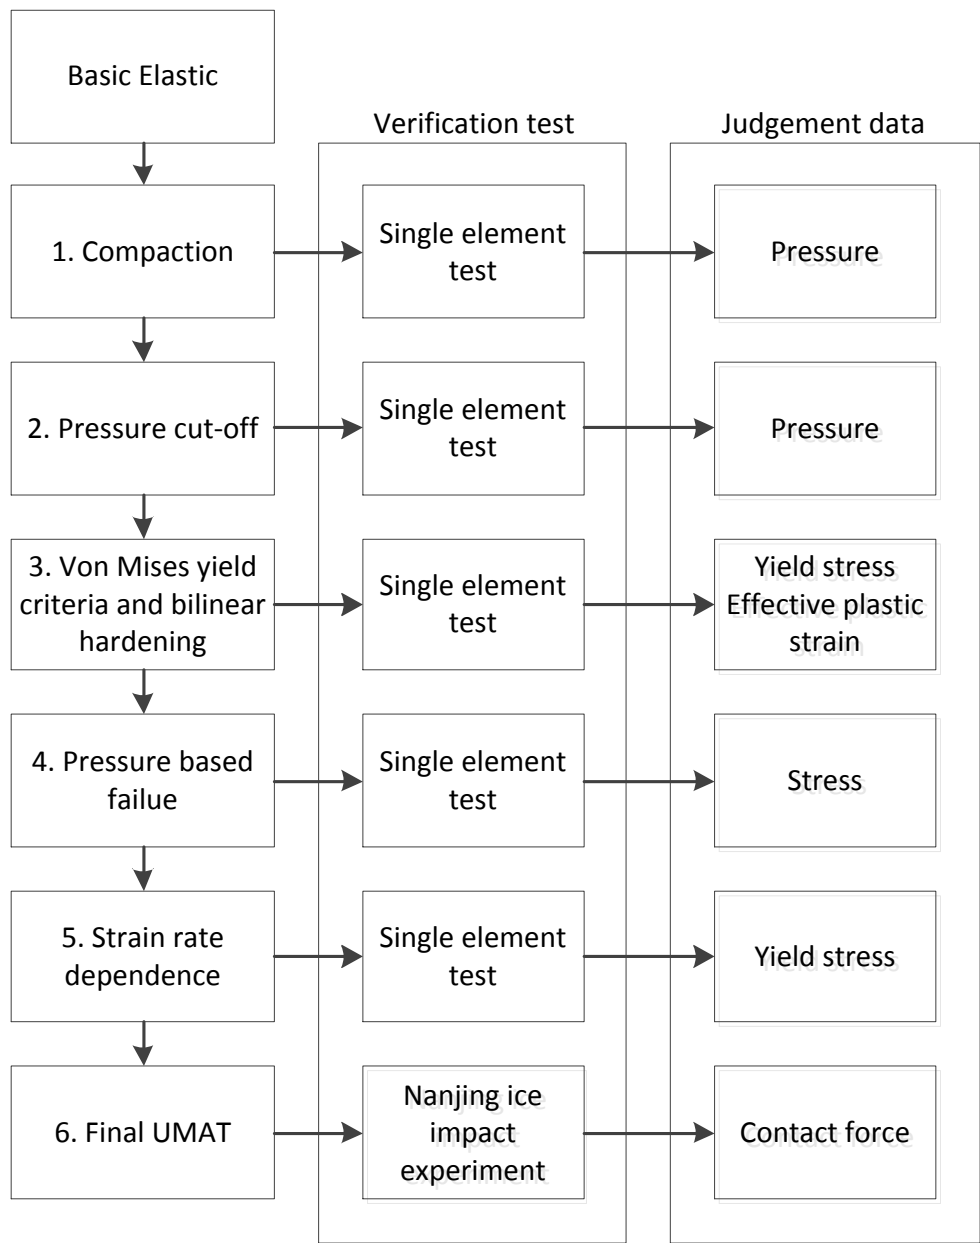 Basic Elastic
Verification test
Judgement data
1. Compaction
Single element
test
Pressure
2. Pressure cut-off
Single element
test
Pressure
3. Von Mises yield
criteria and bilinear
hardening
Single element
test
Yield stress
Effective plastic
strain
4. Pressure based
failue
Single element
test
Stress
5. Strain rate
dependence
Single element
test
Yield stress
6. Final UMAT
Nanjing ice
impact
experiment
Contact force